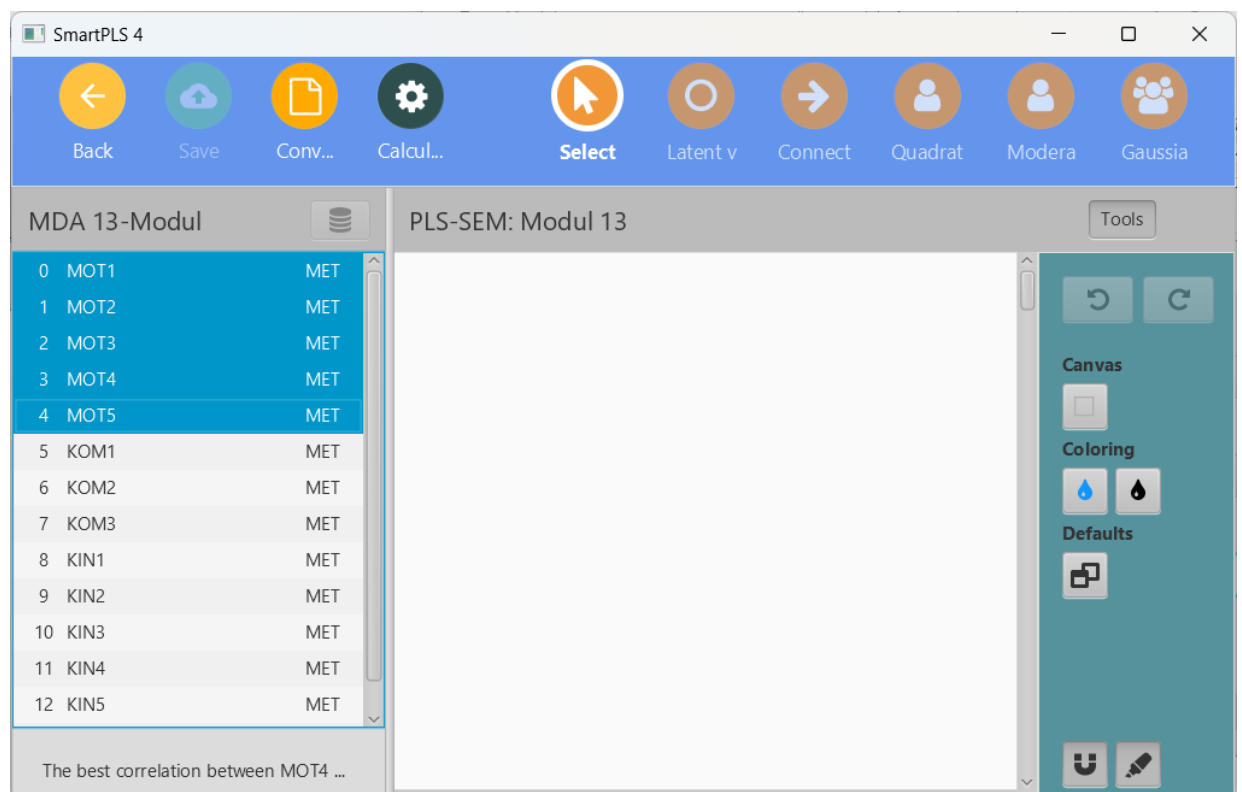 SmartPLS 4
Back Save Conv... Calcul... Select Latent v Connect Quadrat Modera Gaussia
MDA 13-Modul
PLS-SEM: Modul 13
Tools
0 MOT1 MET
1 MOT2 MET
2 MOT3 MET
3 MOT4 MET
4 MOT5 MET
5 KOM1 MET
6 KOM2 MET
7 KOM3 MET
8 KIN1 MET
9 KIN2 MET
10 KIN3 MET
11 KIN4 MET
12 KIN5 MET
The best correlation between MOT4 ...
Canvas
Coloring
Defaults